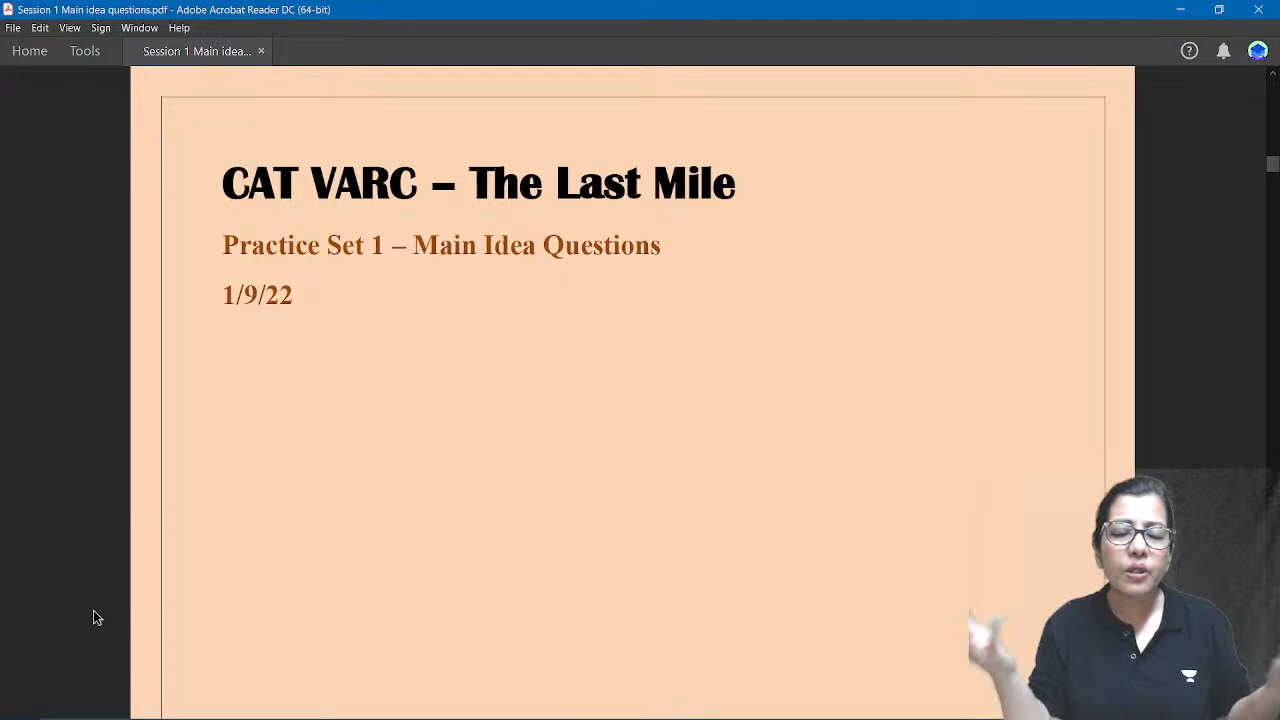 Session 1 Main idea questions.pdf - Adobe Acrobat Reader DC (64-bit)
File Edit View Sign Window Help
Home Tools Session 1 Main idea... ×
CAT VARC – The Last Mile
Practice Set 1 – Main Idea Questions
1/9/22